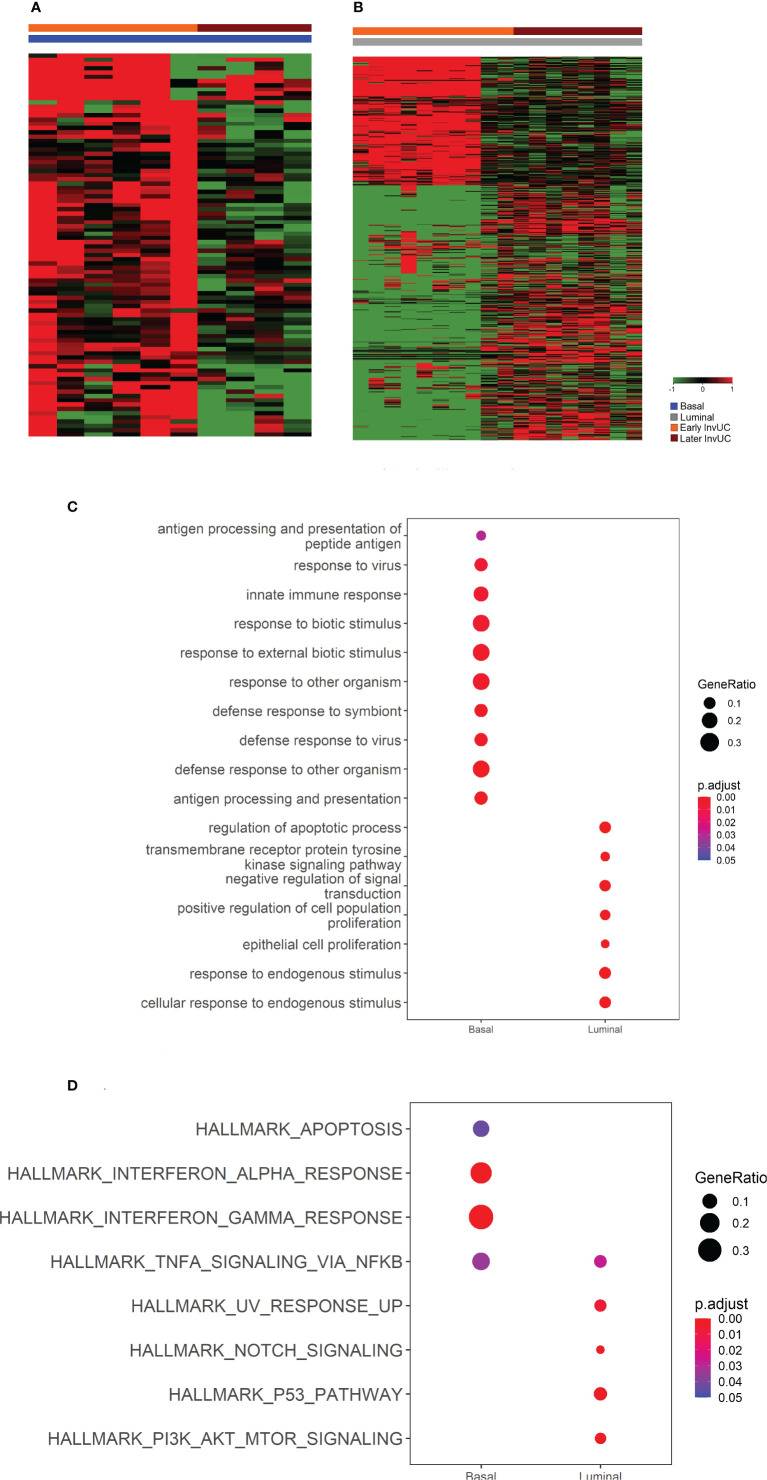 A
B
-1 0 1
Basal
Luminal
Early InvUC
Later InvUC
C
antigen processing and presentation of
peptide antigen
response to virus
innate immune response
response to biotic stimulus
response to external biotic stimulus
response to other organism
defense response to symbiont
defense response to virus
defense response to other organism
antigen processing and presentation
regulation of apoptotic process
transmembrane receptor protein tyrosine
kinase signaling pathway
negative regulation of signal
transduction
positive regulation of cell population
proliferation
epithelial cell proliferation
response to endogenous stimulus
cellular response to endogenous stimulus
Basal Luminal
GeneRatio
0.1
0.2
0.3
p.adjust
0.00
0.01
0.02
0.03
0.04
0.05
D
HALLMARK_APOPTOSIS
HALLMARK_INTERFERON_ALPHA_RESPONSE
HALLMARK_INTERFERON_GAMMA_RESPONSE
HALLMARK_TNFA_SIGNALING_VIA_NFKB
HALLMARK_UV_RESPONSE_UP
HALLMARK_NOTCH_SIGNALING
HALLMARK_P53_PATHWAY
HALLMARK_PI3K_AKT_MTOR_SIGNALING
Basal Luminal
GeneRatio
0.1
0.2
0.3
p.adjust
0.00
0.01
0.02
0.03
0.04
0.05